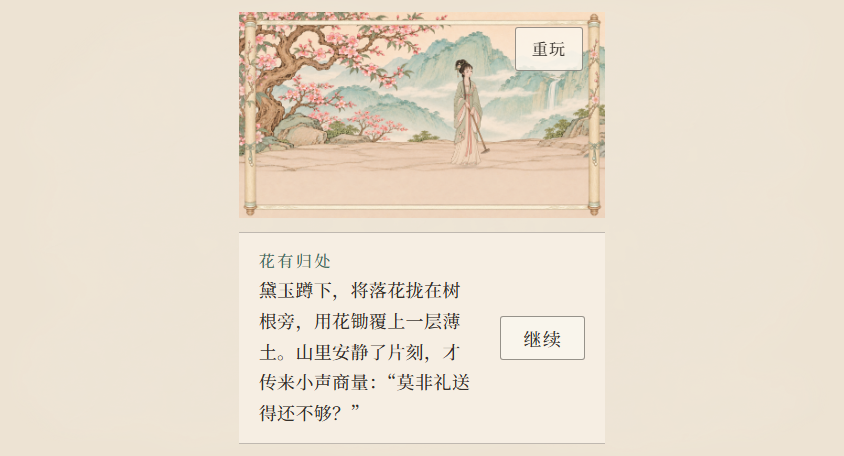 重玩
花有归处
黛玉蹲下，将落花拢在树
根旁，用花锄覆上一层薄
土。山里安静了片刻，才
传来小声商量：“莫非礼送
得还不够？”
继续